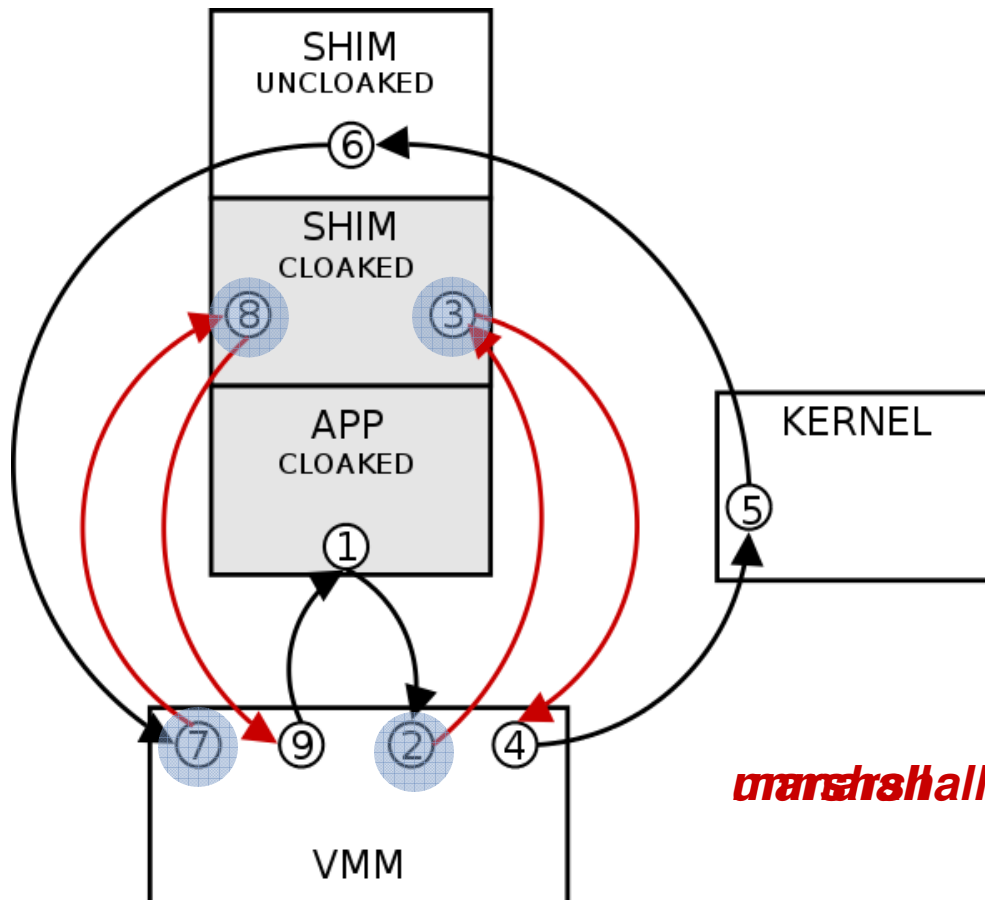 SHIM
UNCLOAKED
6
SHIM
CLOAKED
8 3
APP
CLOAKED
KERNEL
5
1
7 9 2 4
VMM